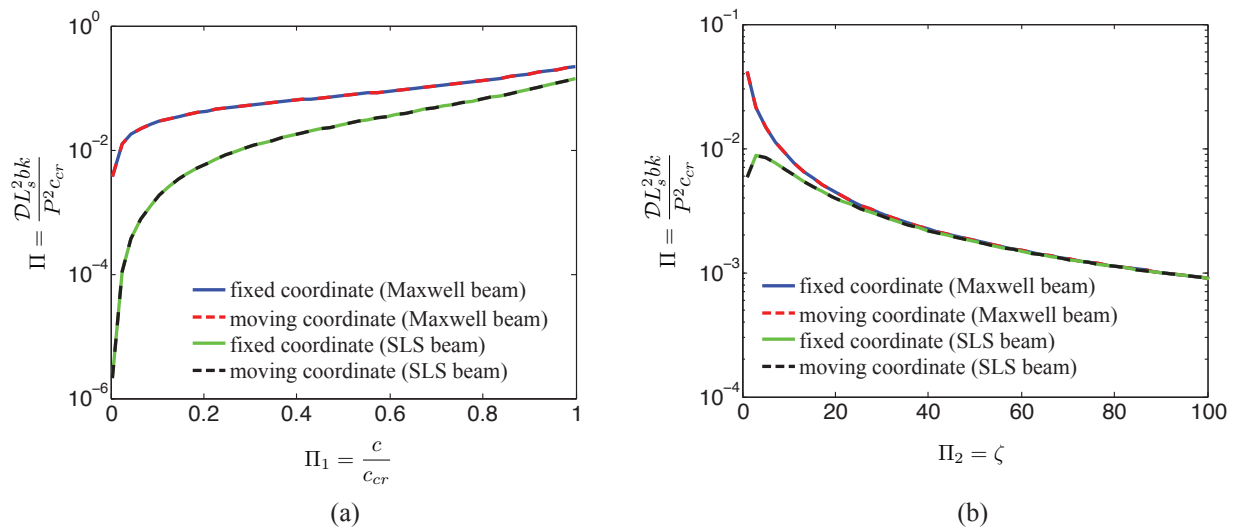 10^0
10^-2
10^-4
10^-6
Π = 𝒟L_s^2bk / P^2c_cr
fixed coordinate (Maxwell beam)
moving coordinate (Maxwell beam)
fixed coordinate (SLS beam)
moving coordinate (SLS beam)
0 0.2 0.4 0.6 0.8 1
Π_1 = c / c_cr
(a)
10^-1
10^-2
10^-3
10^-4
Π = 𝒟L_s^2bk / P^2c_cr
fixed coordinate (Maxwell beam)
moving coordinate (Maxwell beam)
fixed coordinate (SLS beam)
moving coordinate (SLS beam)
0 20 40 60 80 100
Π_2 = ζ
(b)